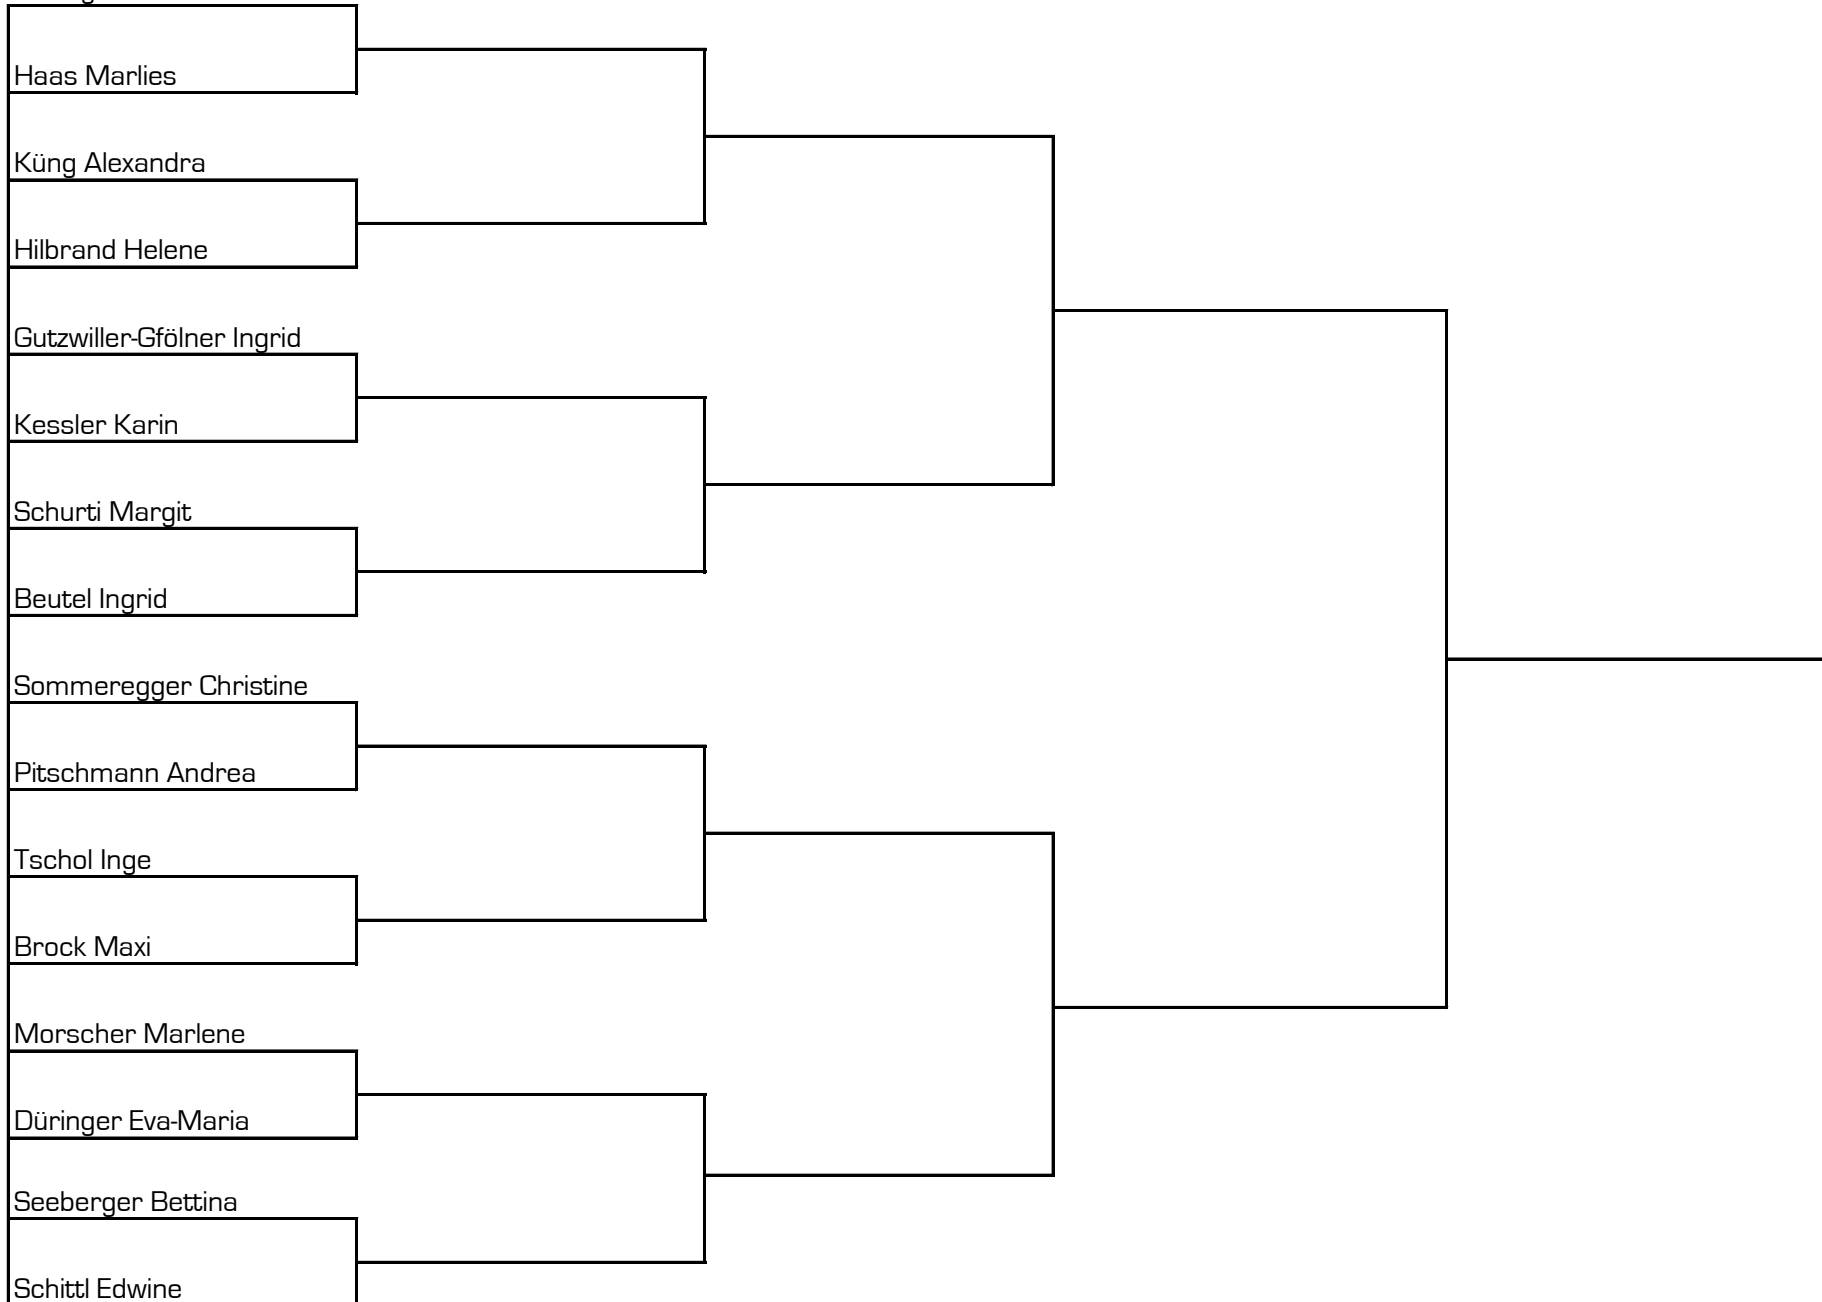 Haas Marlies
Küng Alexandra
Hilbrand Helene
Gutzwiller-Gfölner Ingrid
Kessler Karin
Schurti Margit
Beutel Ingrid
Sommeregger Christine
Pitschmann Andrea
Tschol Inge
Brock Maxi
Morscher Marlene
Düringer Eva-Maria
Seeberger Bettina
Schittl Edwine